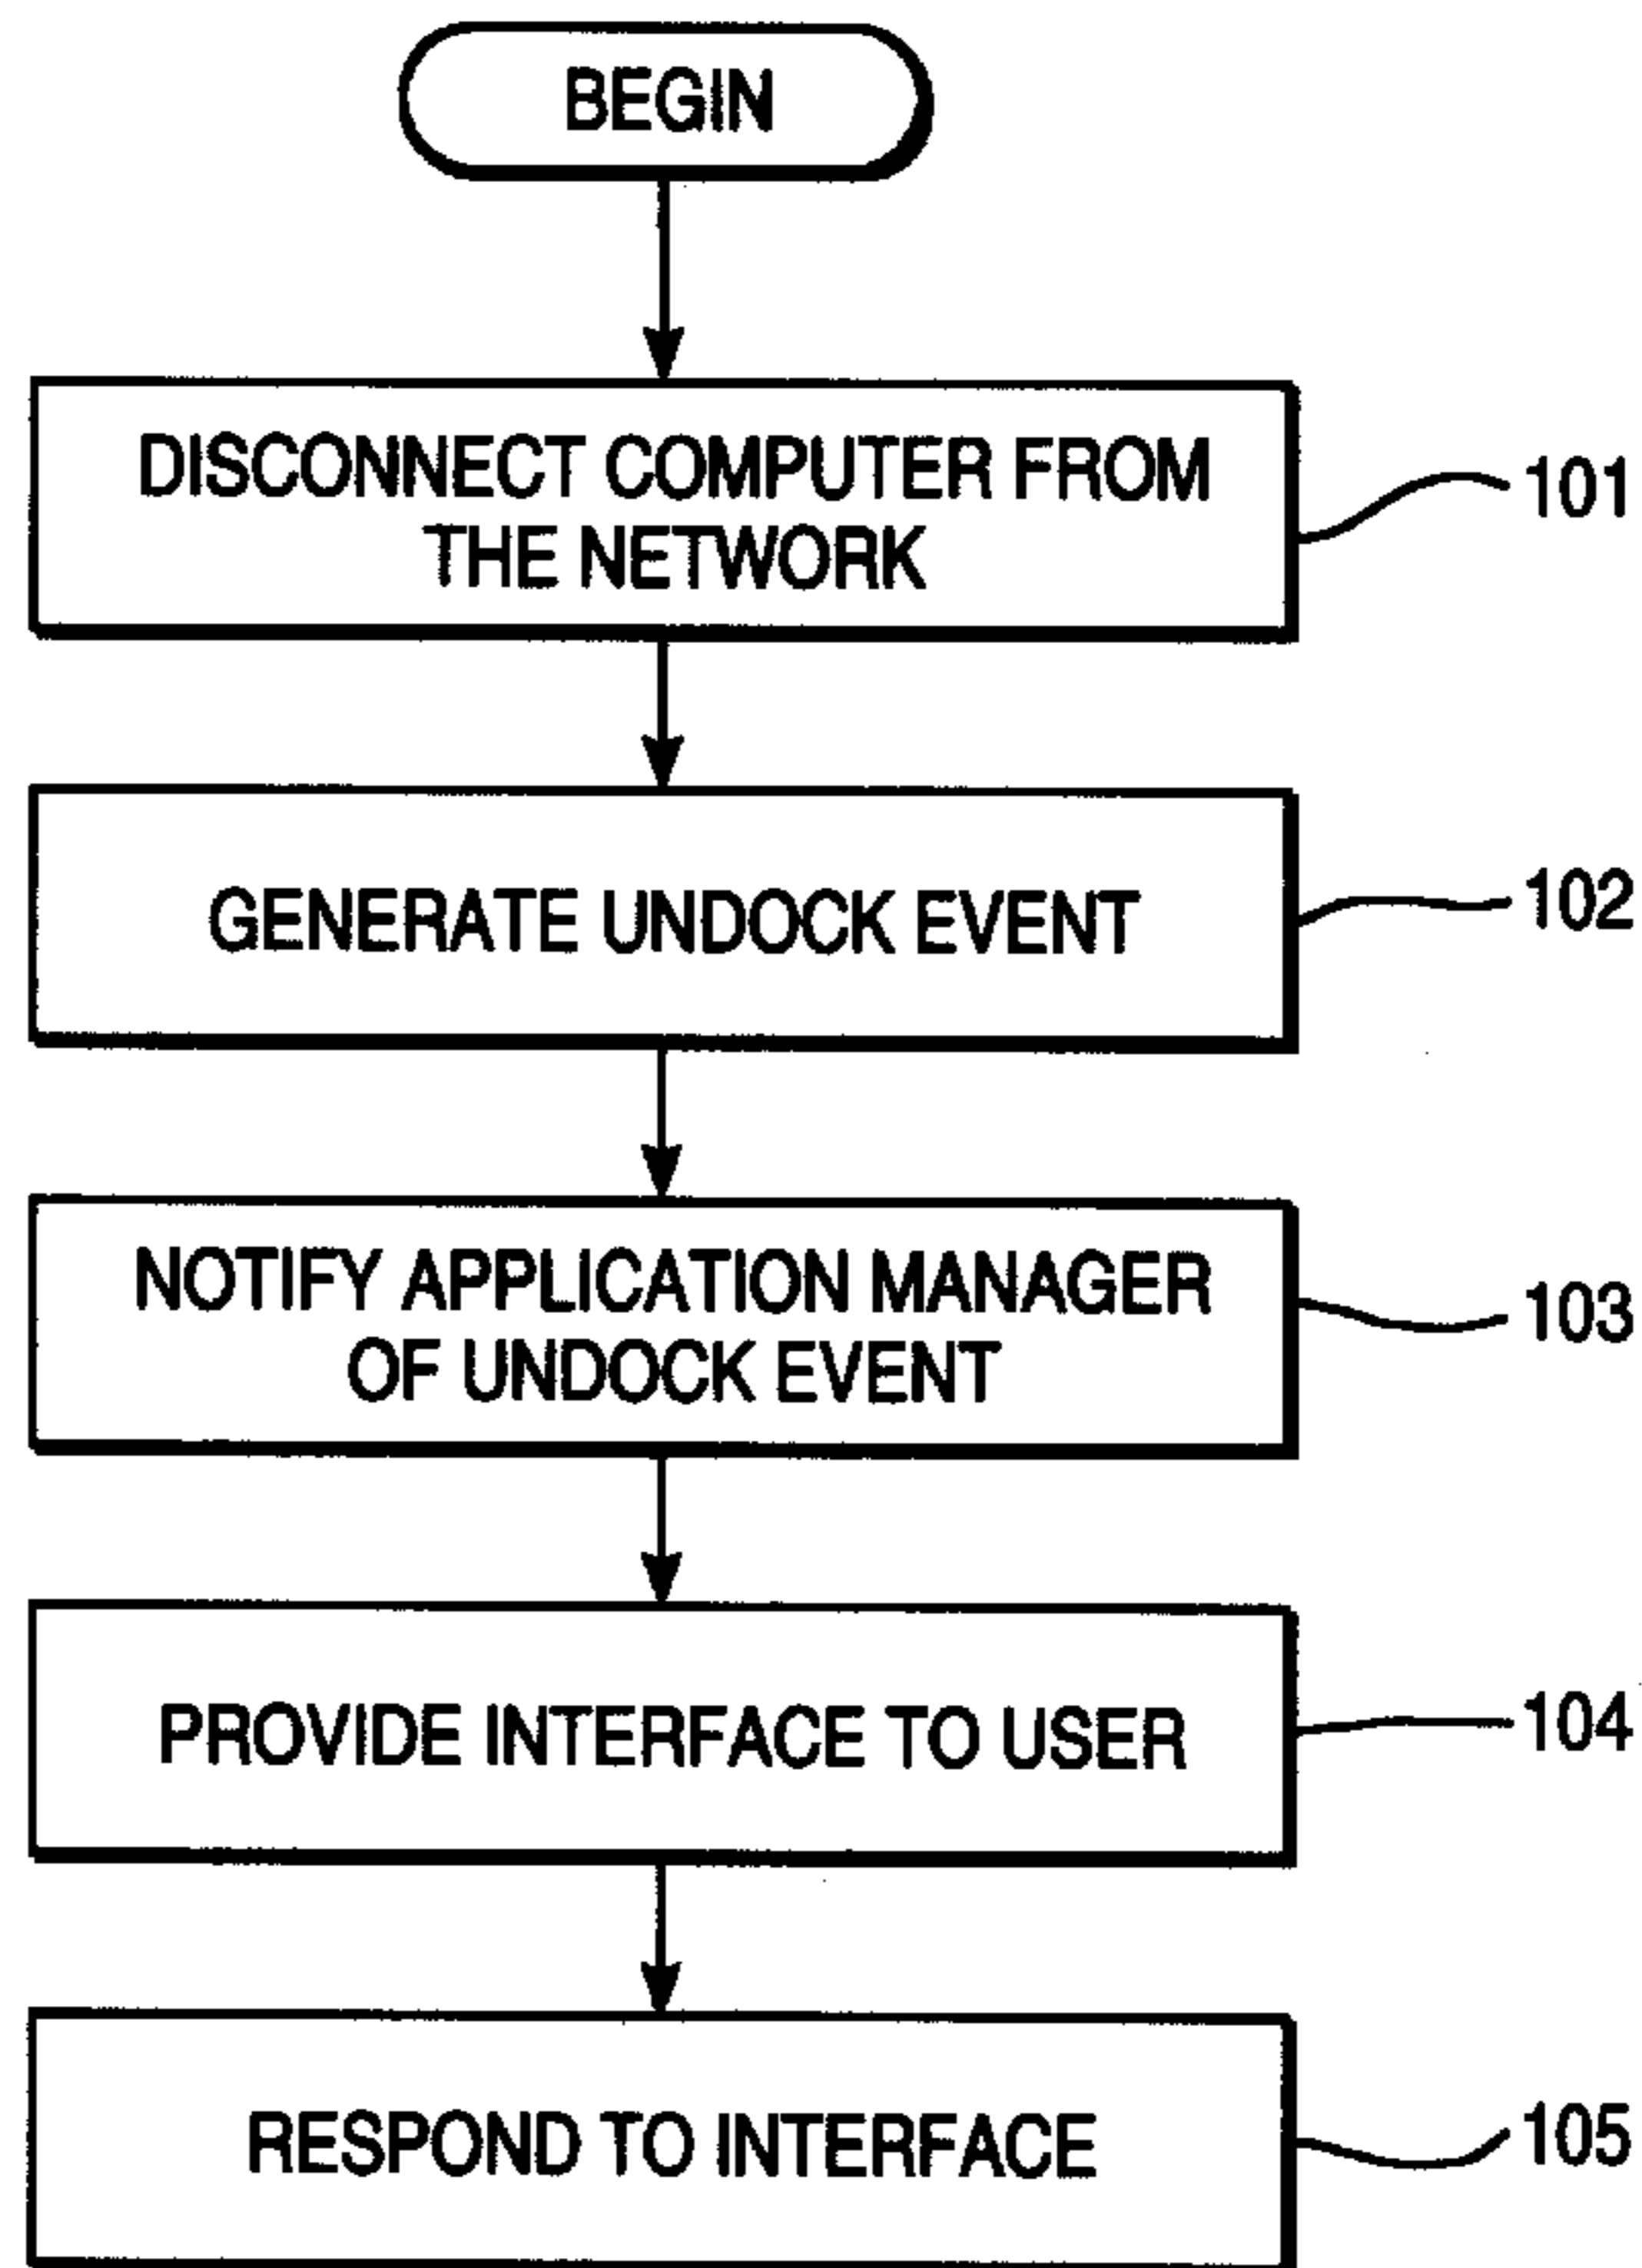 BEGIN
DISCONNECT COMPUTER FROM
THE NETWORK
101
GENERATE UNDOCK EVENT
102
NOTIFY APPLICATION MANAGER
OF UNDOCK EVENT
103
PROVIDE INTERFACE TO USER
104
RESPOND TO INTERFACE
105